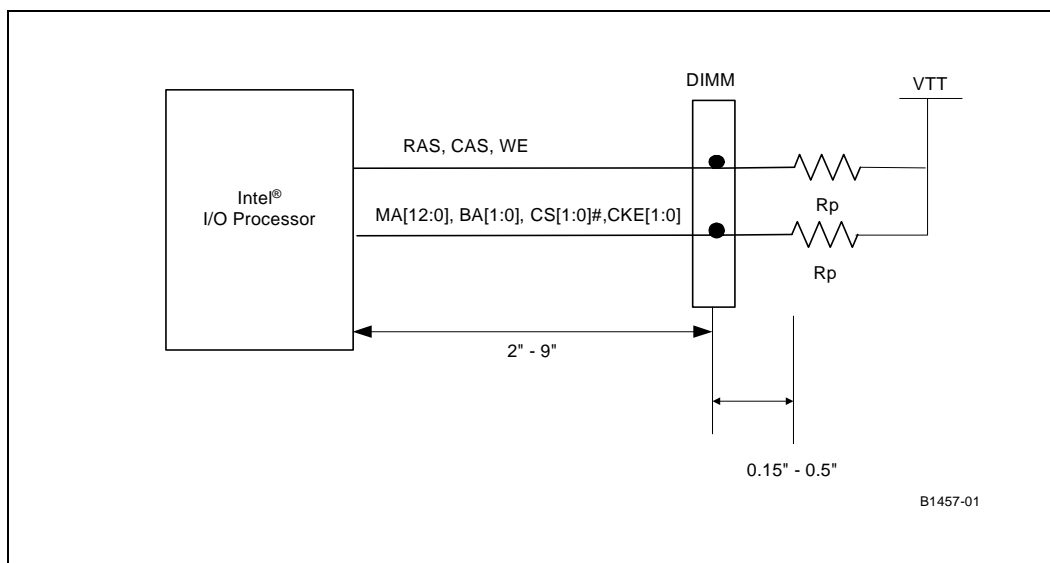 DIMM
VTT
RAS, CAS, WE
Intel®
I/O Processor
Rp
MA[12:0], BA[1:0], CS[1:0]#,CKE[1:0]
Rp
2" - 9"
0.15" - 0.5"
B1457-01